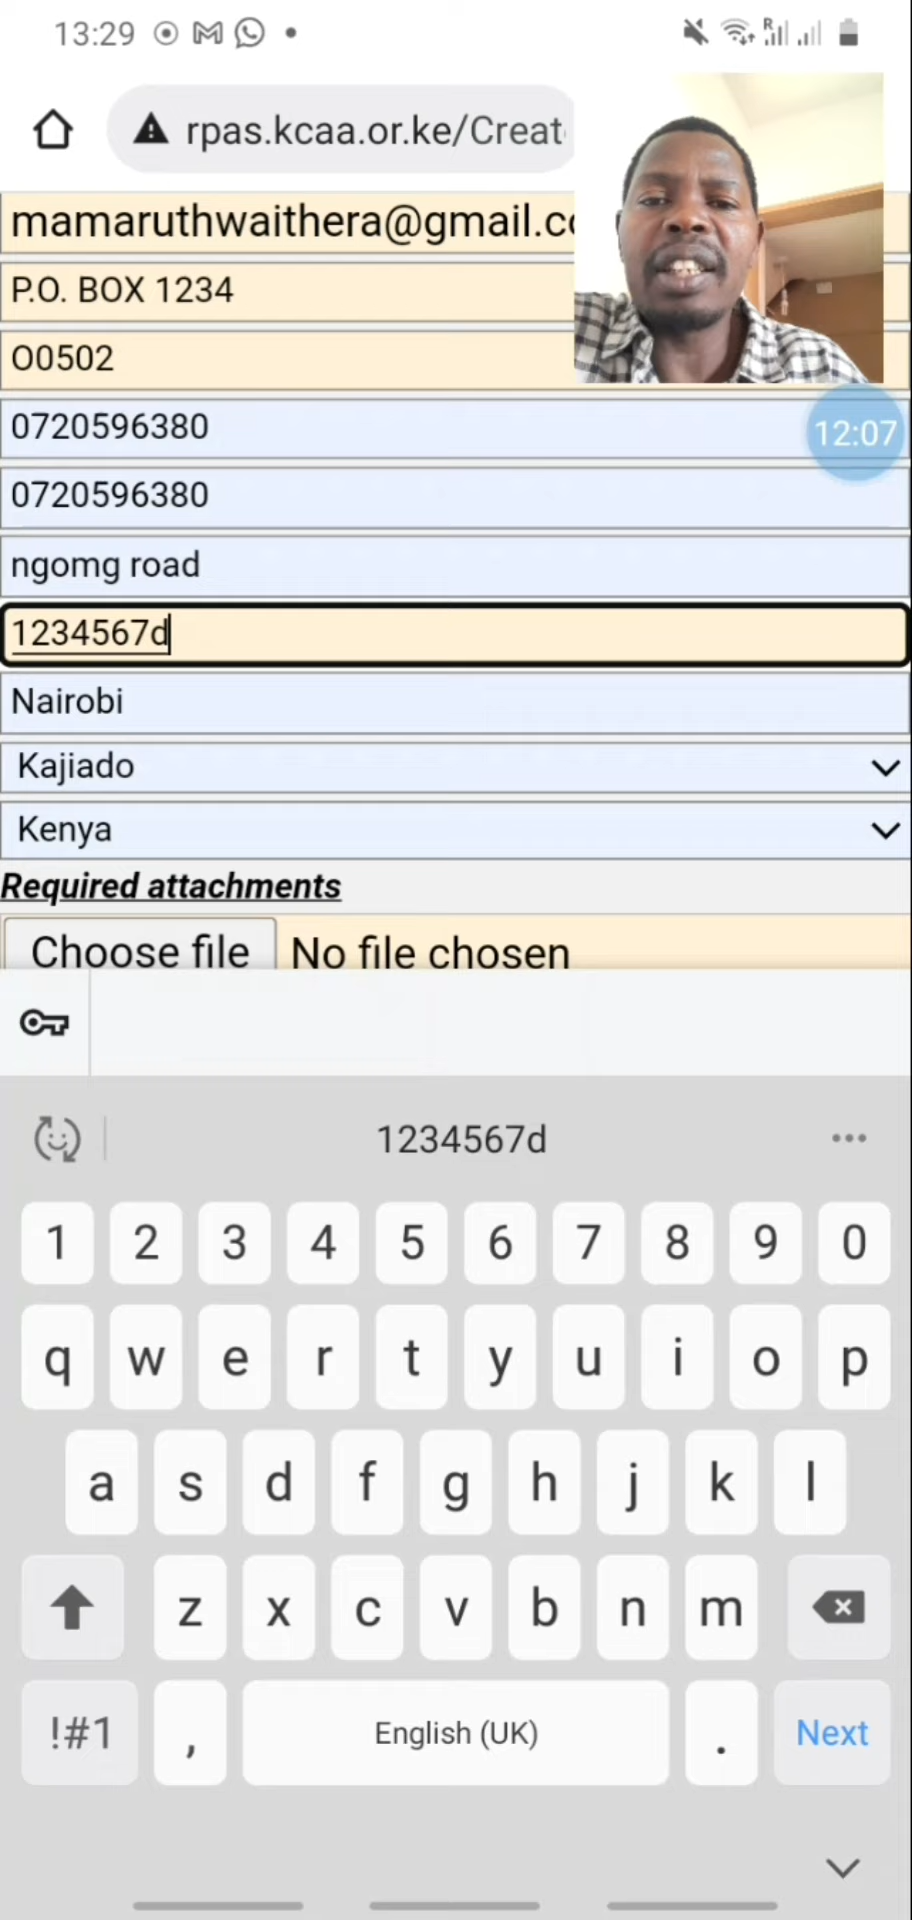 13:29
R
rpas.kcaa.or.ke/Creat
mamaruthwaithera@gmail.c
P.O. BOX 1234
O0502
0720596380
12:07
0720596380
ngomg road
1234567d
Nairobi
Kajiado
Kenya
Required attachments
Choose file No file chosen
1234567d
1 2 3 4 5 6 7 8 9 0
q w e r t y u i o p
a s d f g h j k l
z x c v b n m
!#1 , English (UK) . Next